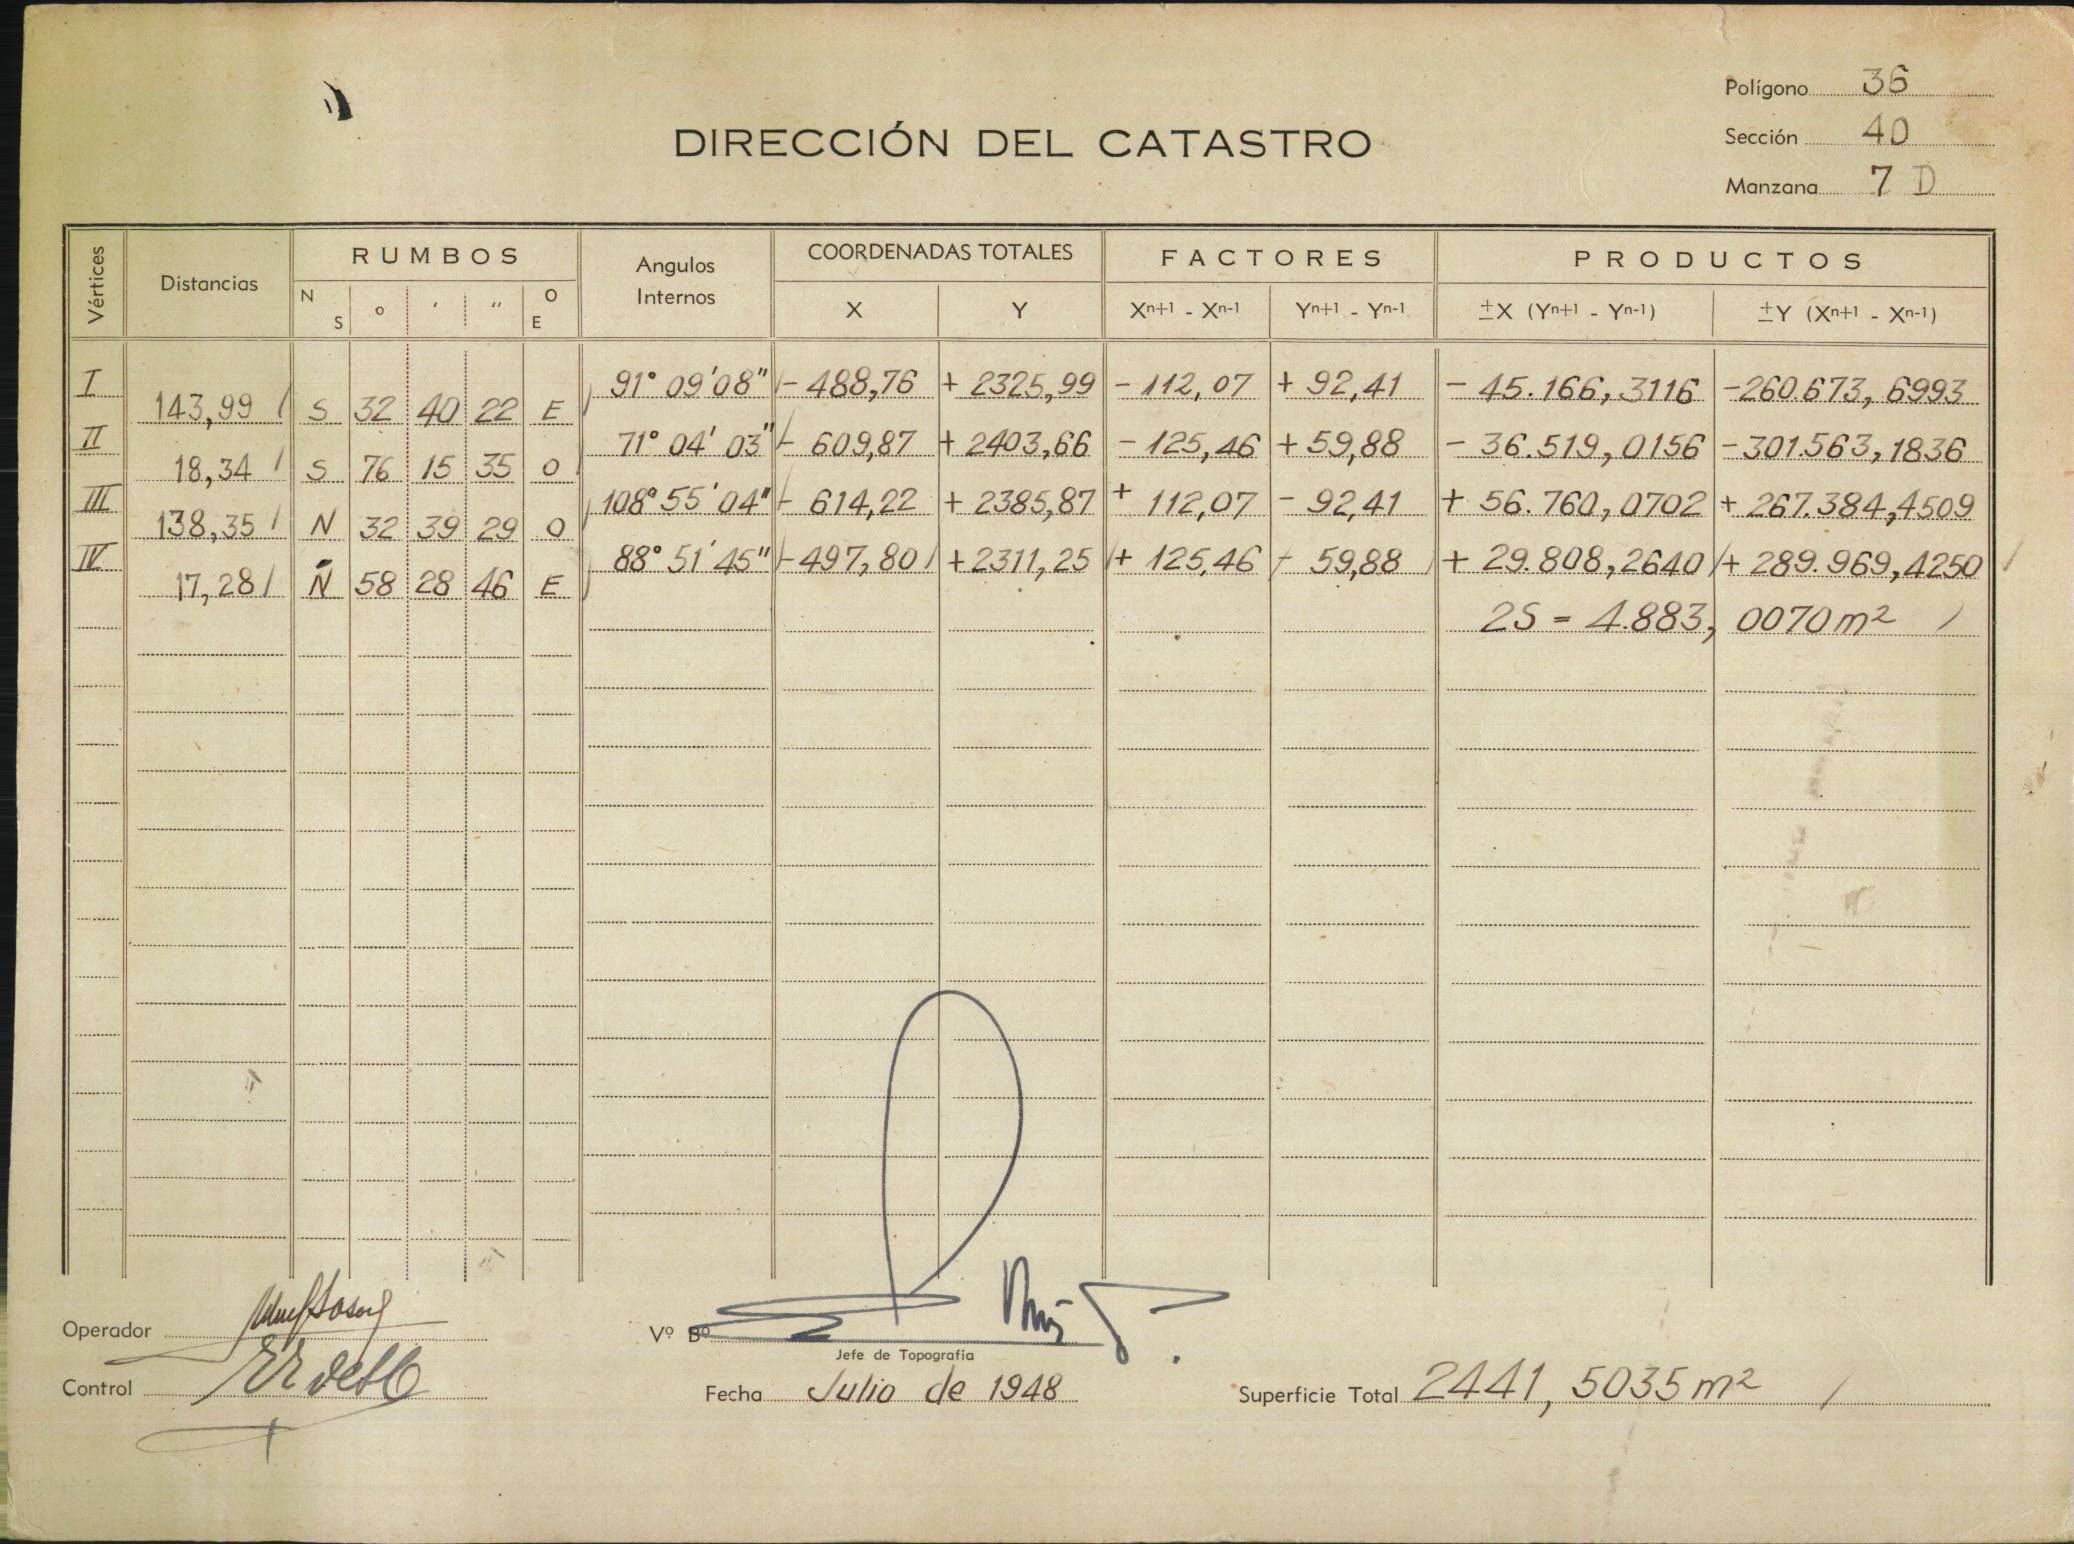 Polígono 36
DIRECCIÓN DEL CATASTRO
Sección 40
Manzana 7 D
Vértices Distancias RUMBOS Angulos Internos COORDENADAS TOTALES FACTORES PRODUCTOS
N S ° ′ ″ O E X Y Xn+1 - Xn-1 Yn+1 - Yn-1 ±X (Yn+1 - Yn-1) ±Y (Xn+1 - Xn-1)
I 91° 09' 08" - 488,76 + 2325,99 - 112,07 + 92,41 - 45.166,3116 - 260.673,6993
143,99 S 32 40 22 E
II 71° 04' 03" - 609,87 + 2403,66 - 125,46 + 59,88 - 36.519,0156 - 301.563,1836
18,34 S 76 15 35 O
III 108° 55' 04" - 614,22 + 2385,87 + 112,07 - 92,41 + 56.760,0702 + 267.384,4509
138,35 N 32 39 29 O
IV 88° 51' 45" - 497,80 + 2311,25 + 125,46 - 59,88 + 29.808,2640 + 289.969,4250
17,28 N 58 28 46 E
2S = 4.883,0070 m²
Operador
Vº Bº
Jefe de Topografía
Control
Fecha Julio de 1948
Superficie Total 2441,5035 m²